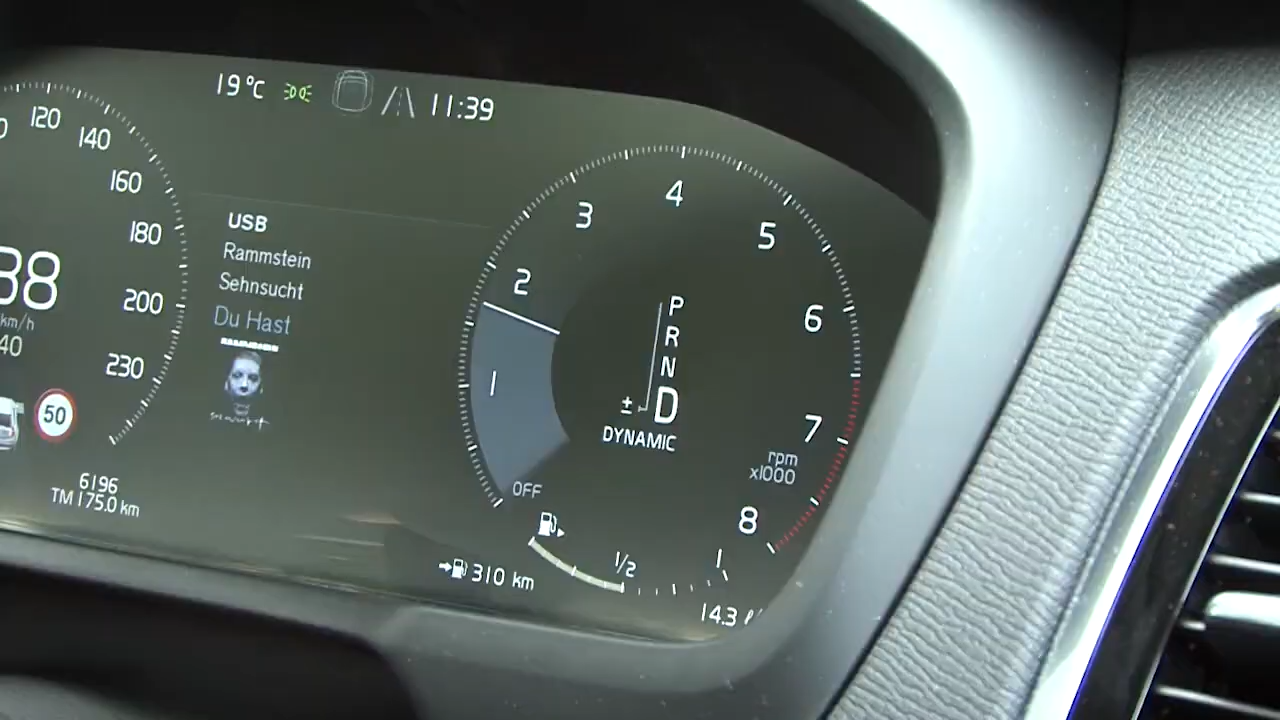 19°C 11:39
120
140
160
180
200
230
km/h
50
6196
TM 175.0 km
USB
Rammstein
Sehnsucht
Du Hast
RAMMSTEIN
1
2
3
4
5
6
7
8
rpm
x1000
P
R
N
± D
DYNAMIC
OFF
1/2
1
310 km
14.3